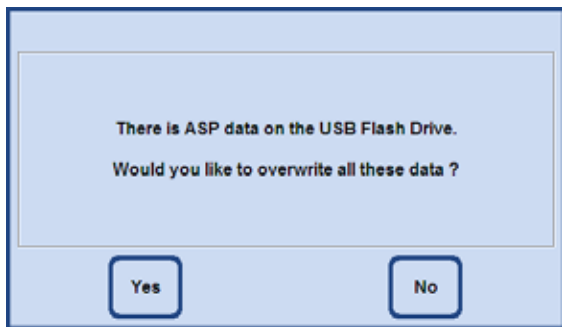 There is ASP data on the USB Flash Drive.
Would you like to overwrite all these data ?
Yes
No